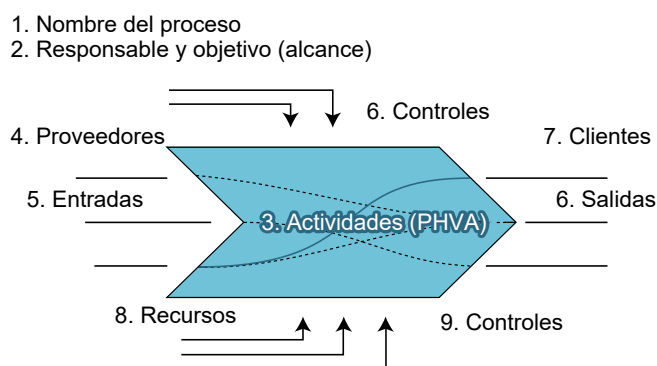 1. Nombre del proceso
2. Responsable y objetivo (alcance)
6. Controles
4. Proveedores
7. Clientes
5. Entradas
6. Salidas
3. Actividades (PHVA)
8. Recursos
9. Controles